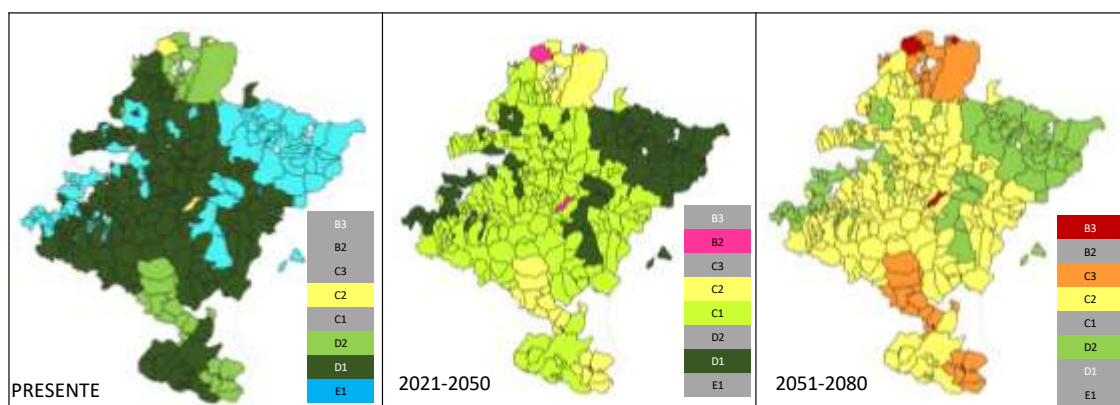 B3
B2
C3
C2
C1
D2
D1
E1
PRESENTE
B3
B2
C3
C2
C1
D2
D1
E1
2021-2050
B3
B2
C3
C2
C1
D2
D1
E1
2051-2080